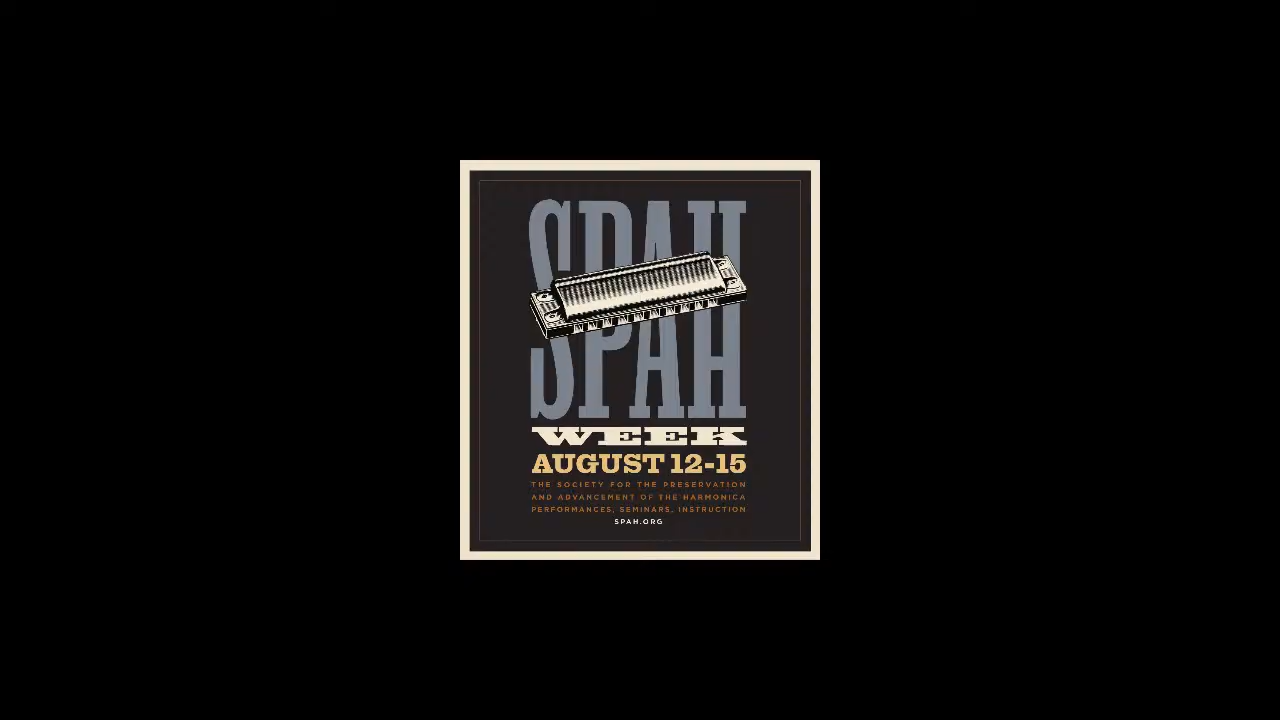 SPAH
WEEK
AUGUST 12-15
THE SOCIETY FOR THE PRESERVATION
AND ADVANCEMENT OF THE HARMONICA
PERFORMANCES, SEMINARS, INSTRUCTION
SPAH.ORG